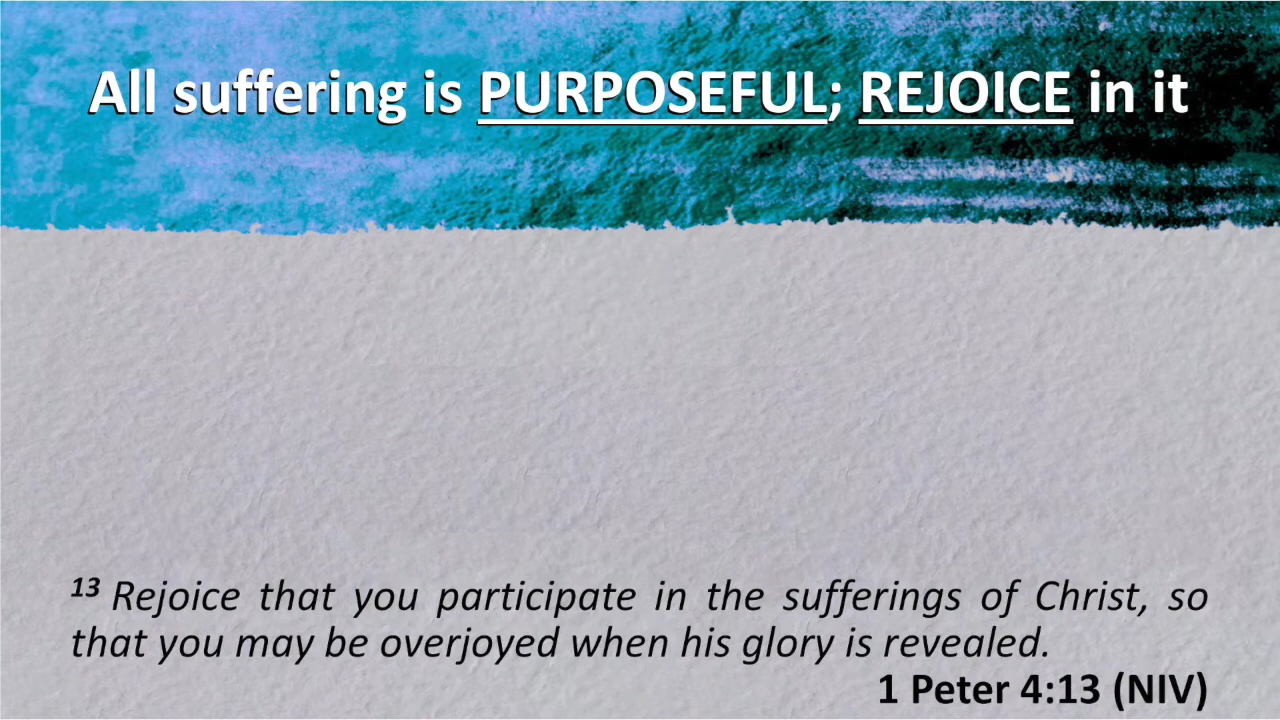 All suffering is PURPOSEFUL; REJOICE in it
13 Rejoice that you participate in the sufferings of Christ, so
that you may be overjoyed when his glory is revealed.
1 Peter 4:13 (NIV)